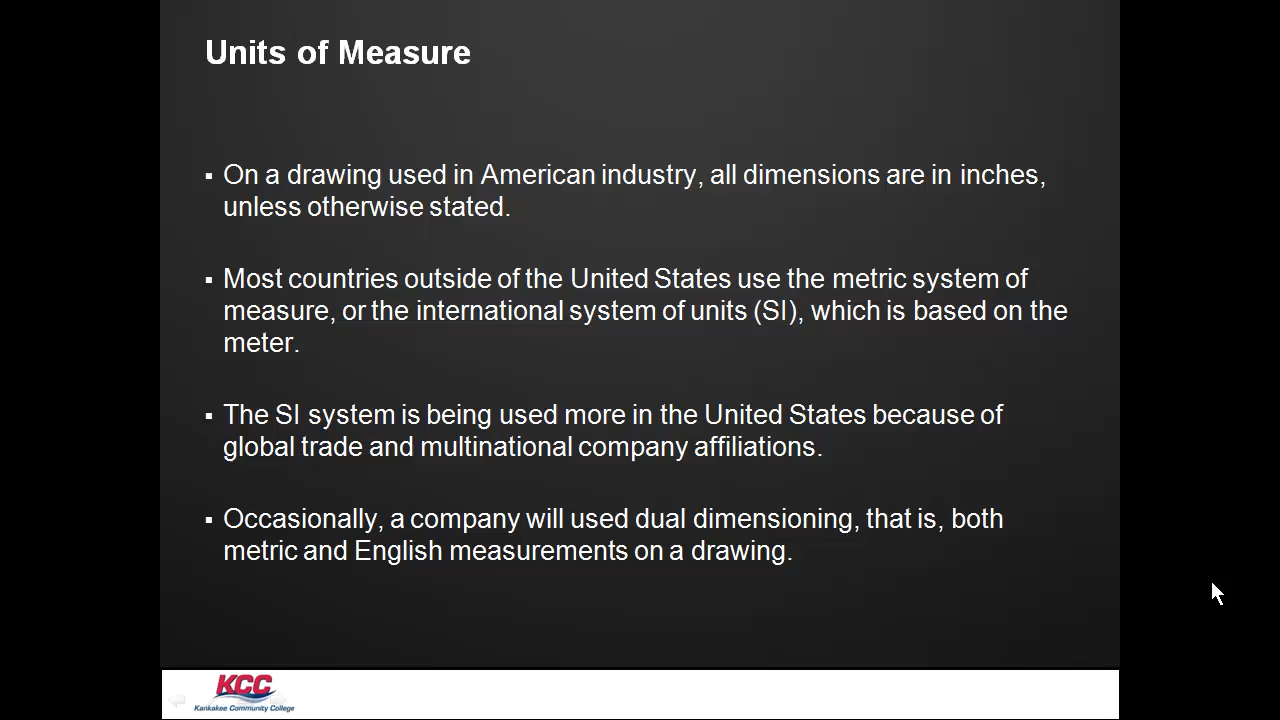 Units of Measure
▪ On a drawing used in American industry, all dimensions are in inches,
unless otherwise stated.
▪ Most countries outside of the United States use the metric system of
measure, or the international system of units (SI), which is based on the
meter.
▪ The SI system is being used more in the United States because of
global trade and multinational company affiliations.
▪ Occasionally, a company will used dual dimensioning, that is, both
metric and English measurements on a drawing.
KCC
Kankakee Community College